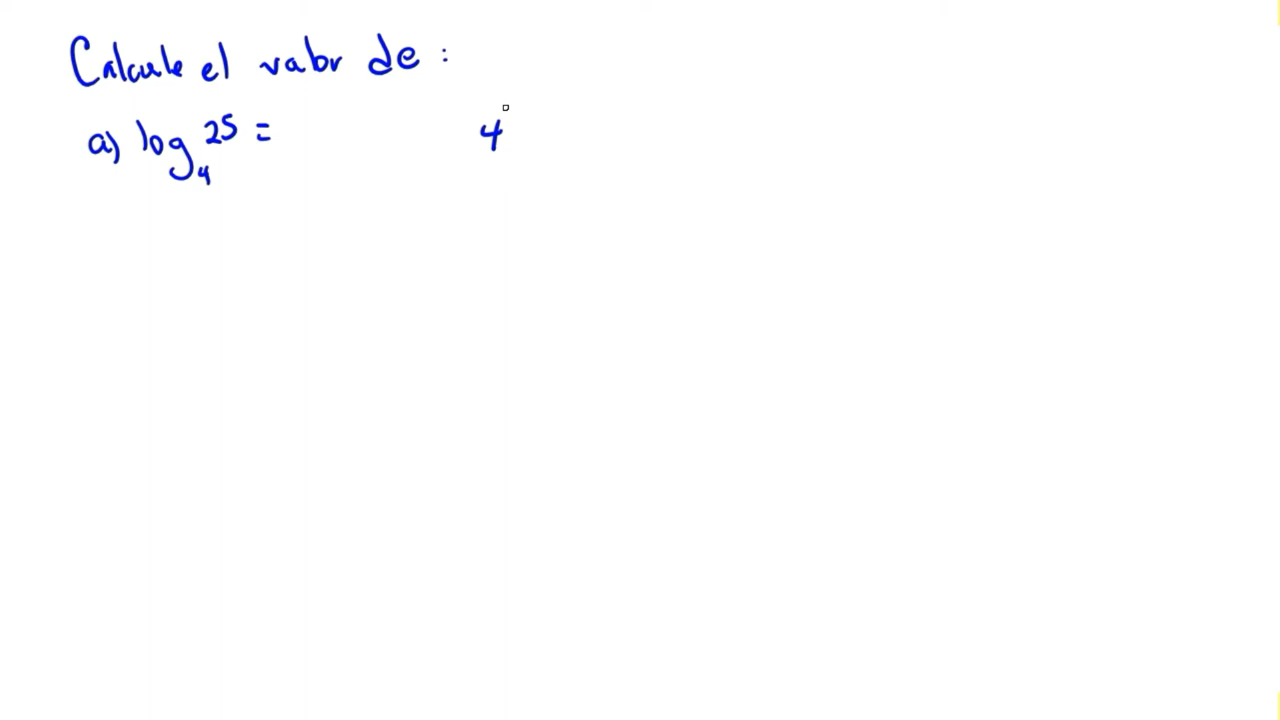 Calcule el valor de :
a) log₄ 25 = 4